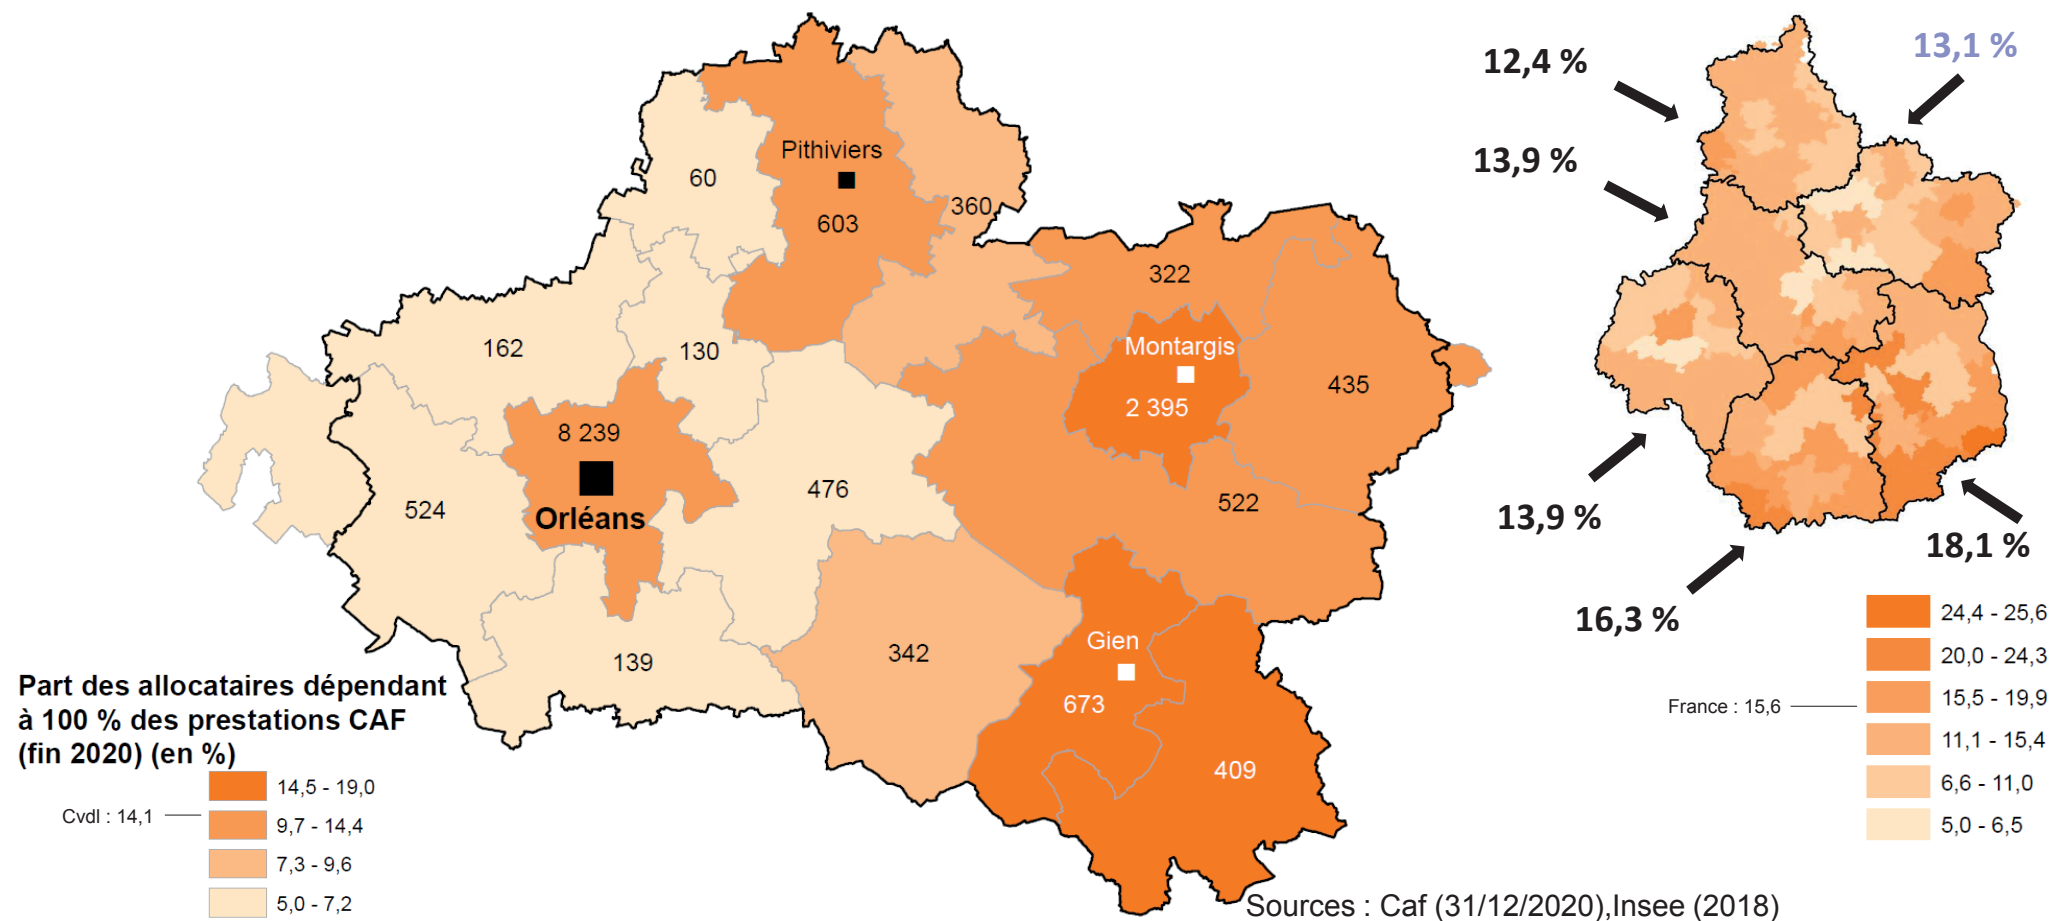 12,4 %
13,1 %
13,9 %
13,9 %
18,1 %
16,3 %
Pithiviers
60
603
360
322
162
130
Montargis
2 395
435
8 239
Orléans
524
476
522
Gien
673
342
139
409
Part des allocataires dépendant
à 100 % des prestations CAF
(fin 2020) (en %)
14,5 - 19,0
Cvdl : 14,1
9,7 - 14,4
7,3 - 9,6
5,0 - 7,2
24,4 - 25,6
20,0 - 24,3
France : 15,6
15,5 - 19,9
11,1 - 15,4
6,6 - 11,0
5,0 - 6,5
Sources : Caf (31/12/2020),Insee (2018)